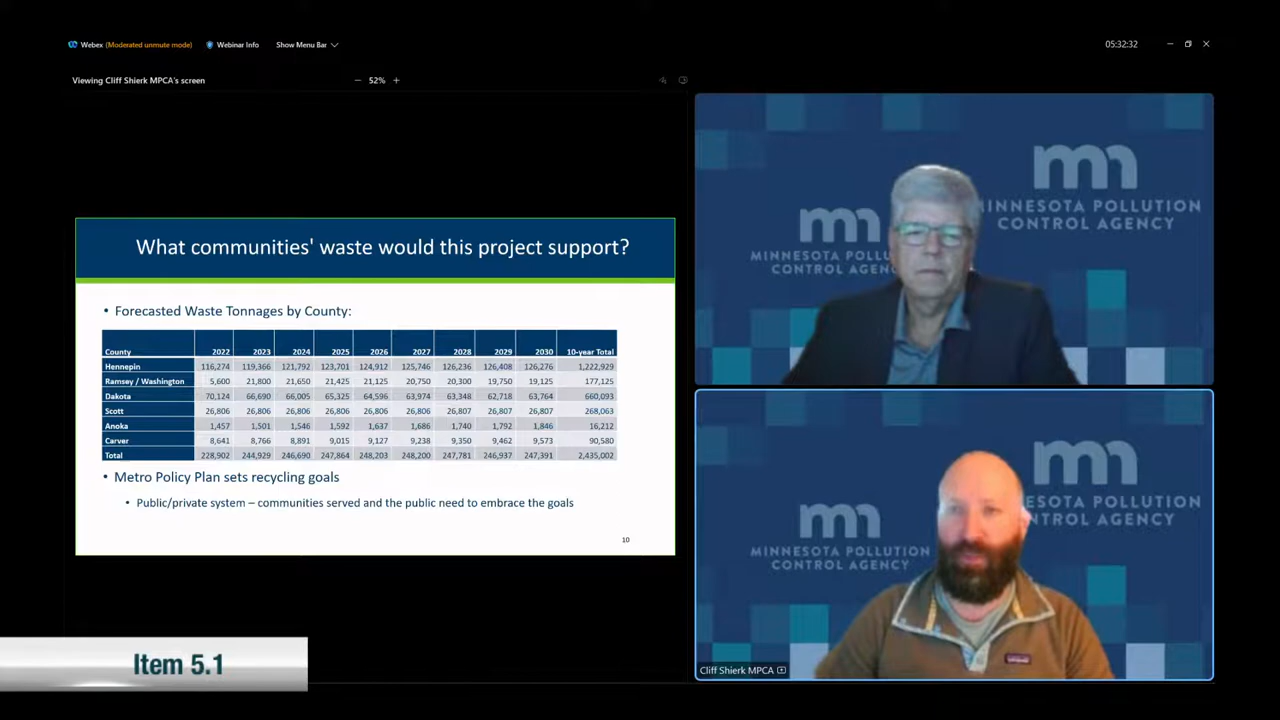 Webex (Moderated unmute mode) Webinar Info Show Menu Bar 05:32:32
Viewing Cliff Shierk MPCA's screen 52%
What communities' waste would this project support?
• Forecasted Waste Tonnages by County:
County 2022 2023 2024 2025 2026 2027 2028 2029 2030 10-year Total
Hennepin 116,274 119,366 121,792 123,701 124,912 125,746 126,236 126,408 126,276 1,222,929
Ramsey / Washington 5,600 21,800 21,650 21,425 21,125 20,750 20,300 19,750 19,125 177,125
Dakota 70,124 66,690 66,005 65,325 64,596 63,974 63,348 62,718 63,764 660,093
Scott 26,806 26,806 26,806 26,806 26,806 26,806 26,807 26,806 26,807 268,063
Anoka 1,457 1,501 1,546 1,592 1,637 1,686 1,740 1,792 1,846 16,212
Carver 8,641 8,766 8,891 9,015 9,127 9,238 9,350 9,462 9,573 90,580
Total 228,902 244,929 246,690 247,864 248,203 248,200 247,781 246,937 247,391 2,435,002
• Metro Policy Plan sets recycling goals
• Public/private system – communities served and the public need to embrace the goals
10
MINNESOTA POLLUTION
CONTROL AGENCY
MINNESOTA POLLU
CONTROL AGEN
ESOTA POLLUTION
NTROL AGENCY
MINNESOTA POLLUTION
CONTROL AGENCY
Cliff Shierk MPCA
Item 5.1